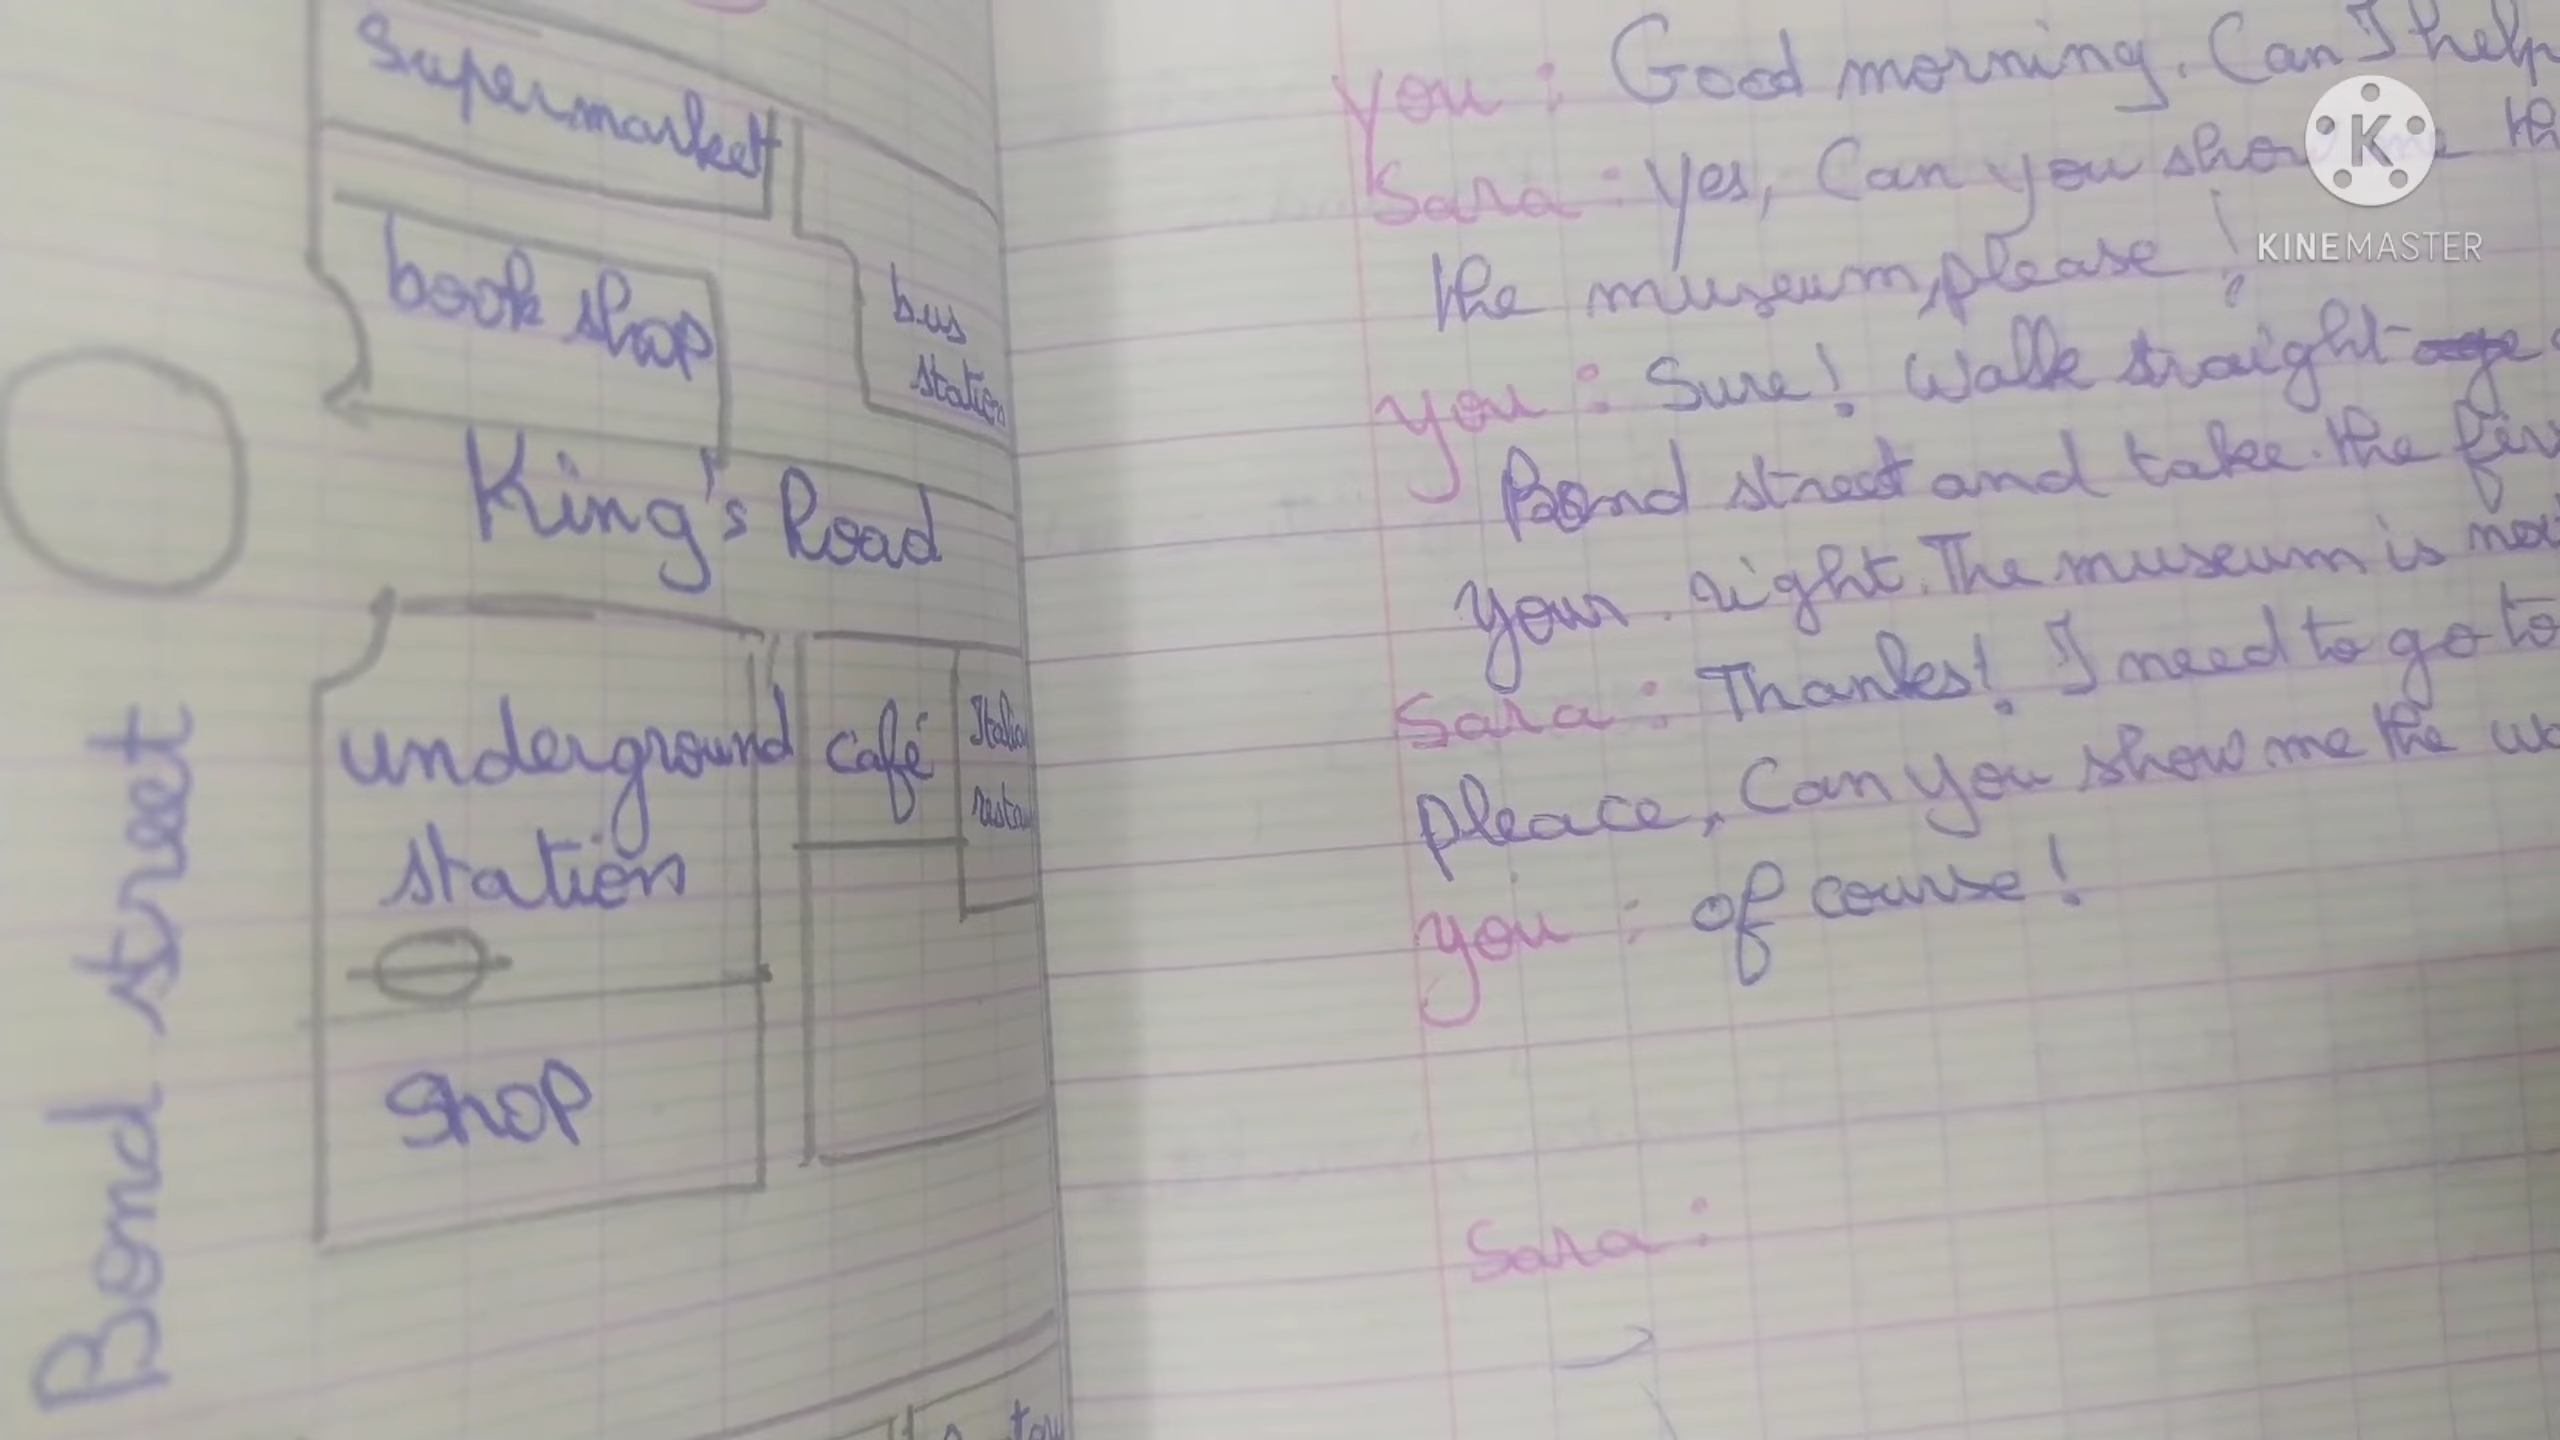 Supermarket
book shop
bus
station
King's Road
underground
station
café
shop
Bond street
you : Good morning. Can I help
Sara : yes, Can you show me th
the museum, please !
you : Sure! Walk straight
Bond street and take the
your right. The museum is
Sara : Thanks! I need to go to
pleace, Can you show me the
you : of course!
Sara :
KINEMASTER